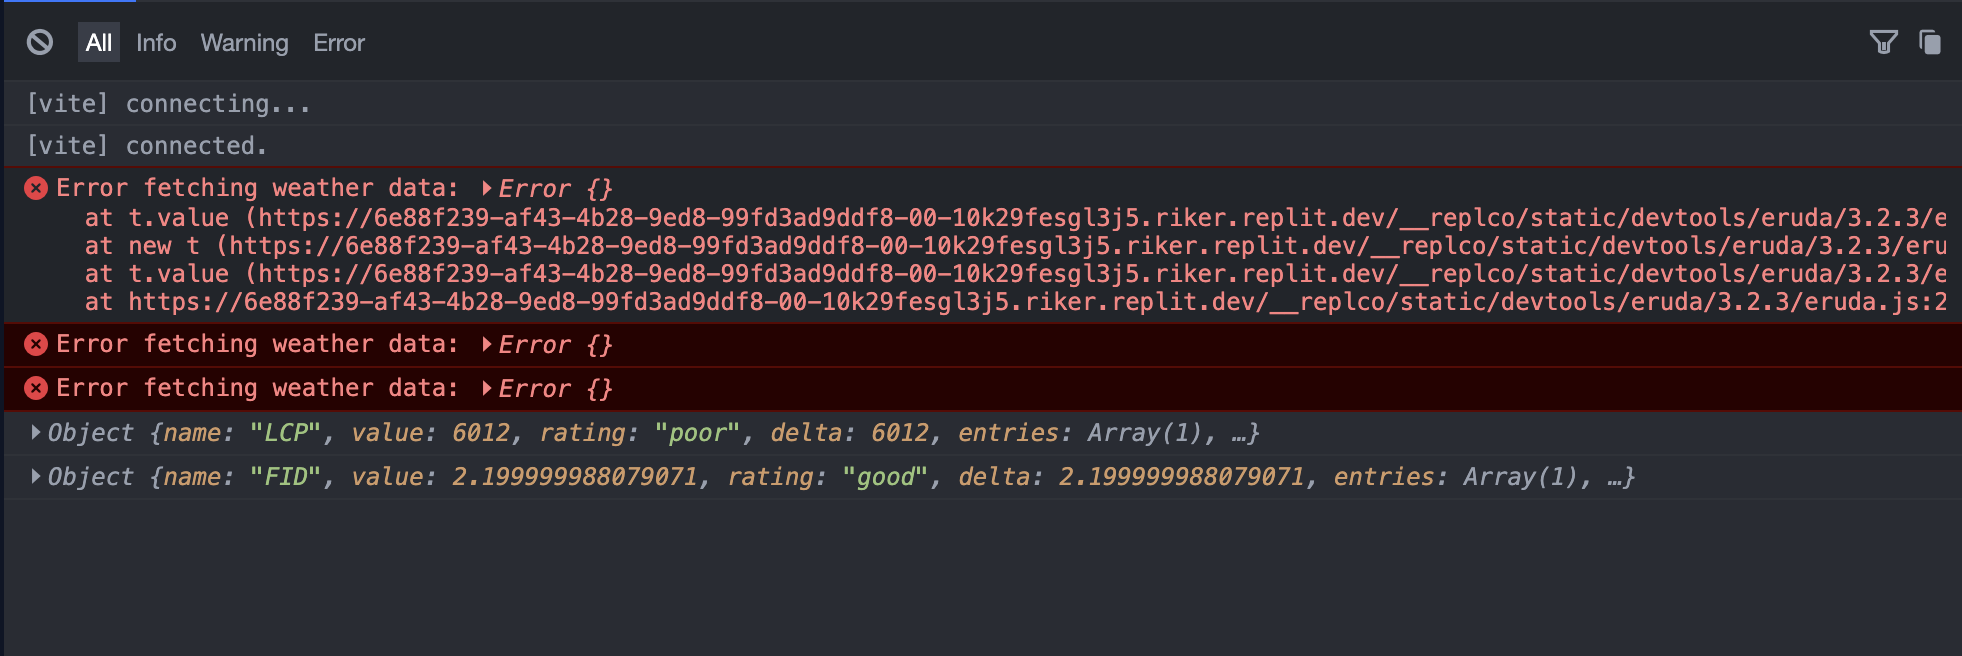 All Info Warning Error
[vite] connecting...
[vite] connected.
Error fetching weather data: Error {}
at t.value (https://6e88f239-af43-4b28-9ed8-99fd3ad9ddf8-00-10k29fesgl3j5.riker.replit.dev/__replco/static/devtools/eruda/3.2.3/e
at new t (https://6e88f239-af43-4b28-9ed8-99fd3ad9ddf8-00-10k29fesgl3j5.riker.replit.dev/__replco/static/devtools/eruda/3.2.3/eru
at t.value (https://6e88f239-af43-4b28-9ed8-99fd3ad9ddf8-00-10k29fesgl3j5.riker.replit.dev/__replco/static/devtools/eruda/3.2.3/e
at https://6e88f239-af43-4b28-9ed8-99fd3ad9ddf8-00-10k29fesgl3j5.riker.replit.dev/__replco/static/devtools/eruda/3.2.3/eruda.js:2
Error fetching weather data: Error {}
Error fetching weather data: Error {}
Object {name: "LCP", value: 6012, rating: "poor", delta: 6012, entries: Array(1), …}
Object {name: "FID", value: 2.199999988079071, rating: "good", delta: 2.199999988079071, entries: Array(1), …}